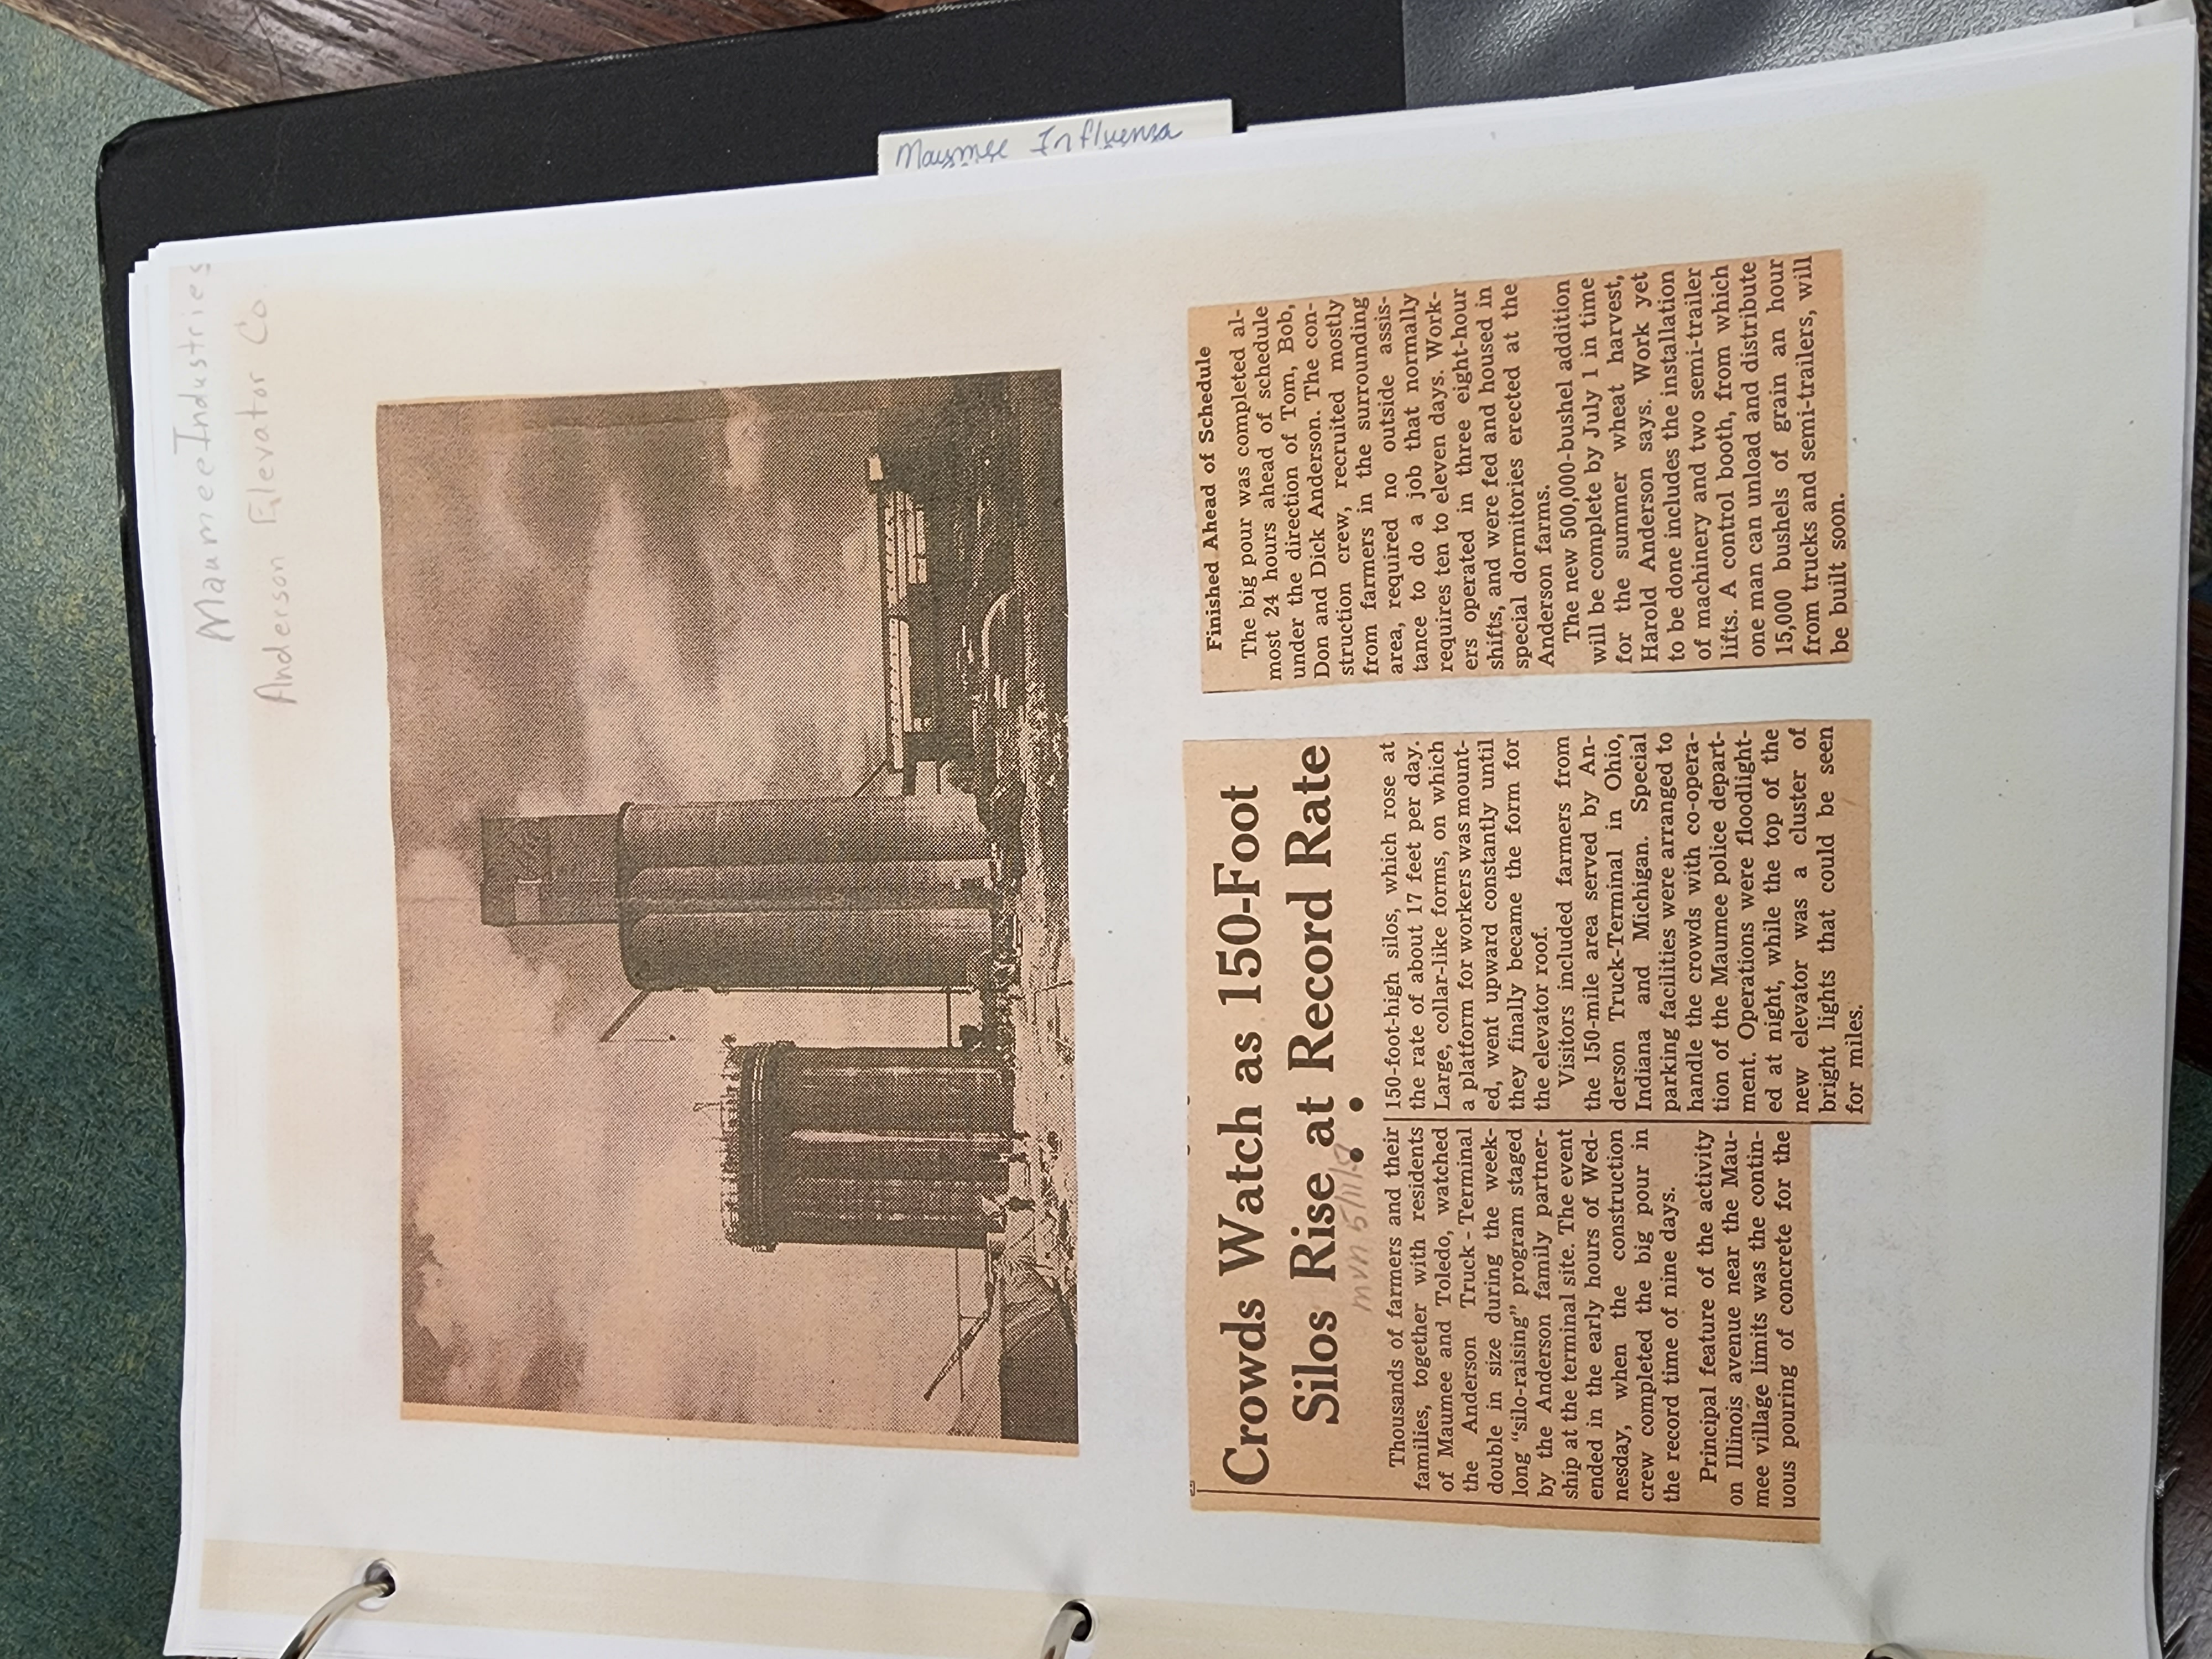 Maumee Influenza
Maumee Industries
Anderson Elevator Co.
Crowds Watch as 150-Foot
Silos Rise at Record Rate
Thousands of farmers and their
families, together with residents
of Maumee and Toledo, watched
the Anderson Truck - Terminal
double in size during the week-
long "silo-raising" program staged
by the Anderson family partner-
ship at the terminal site. The event
ended in the early hours of Wed-
nesday, when the construction
crew completed the big pour in
the record time of nine days.
Principal feature of the activity
on Illinois avenue near the Mau-
mee village limits was the contin-
uous pouring of concrete for the
150-foot-high silos, which rose at
the rate of about 17 feet per day.
Large, collar-like forms, on which
a platform for workers was mount-
ed, went upward constantly until
they finally became the form for
the elevator roof.
Visitors included farmers from
the 150-mile area served by An-
derson Truck-Terminal in Ohio,
Indiana and Michigan. Special
parking facilities were arranged to
handle the crowds with co-opera-
tion of the Maumee police depart-
ment. Operations were floodlight-
ed at night, while the top of the
new elevator was a cluster of
bright lights that could be seen
for miles.
Finished Ahead of Schedule
The big pour was completed al-
most 24 hours ahead of schedule
under the direction of Tom, Bob,
Don and Dick Anderson. The con-
struction crew, recruited mostly
from farmers in the surrounding
area, required no outside assis-
tance to do a job that normally
requires ten to eleven days. Work-
ers operated in three eight-hour
shifts, and were fed and housed in
special dormitories erected at the
Anderson farms.
The new 500,000-bushel addition
will be complete by July 1 in time
for the summer wheat harvest,
Harold Anderson says. Work yet
to be done includes the installation
of machinery and two semi-trailer
lifts. A control booth, from which
one man can unload and distribute
15,000 bushels of grain an hour
from trucks and semi-trailers, will
be built soon.